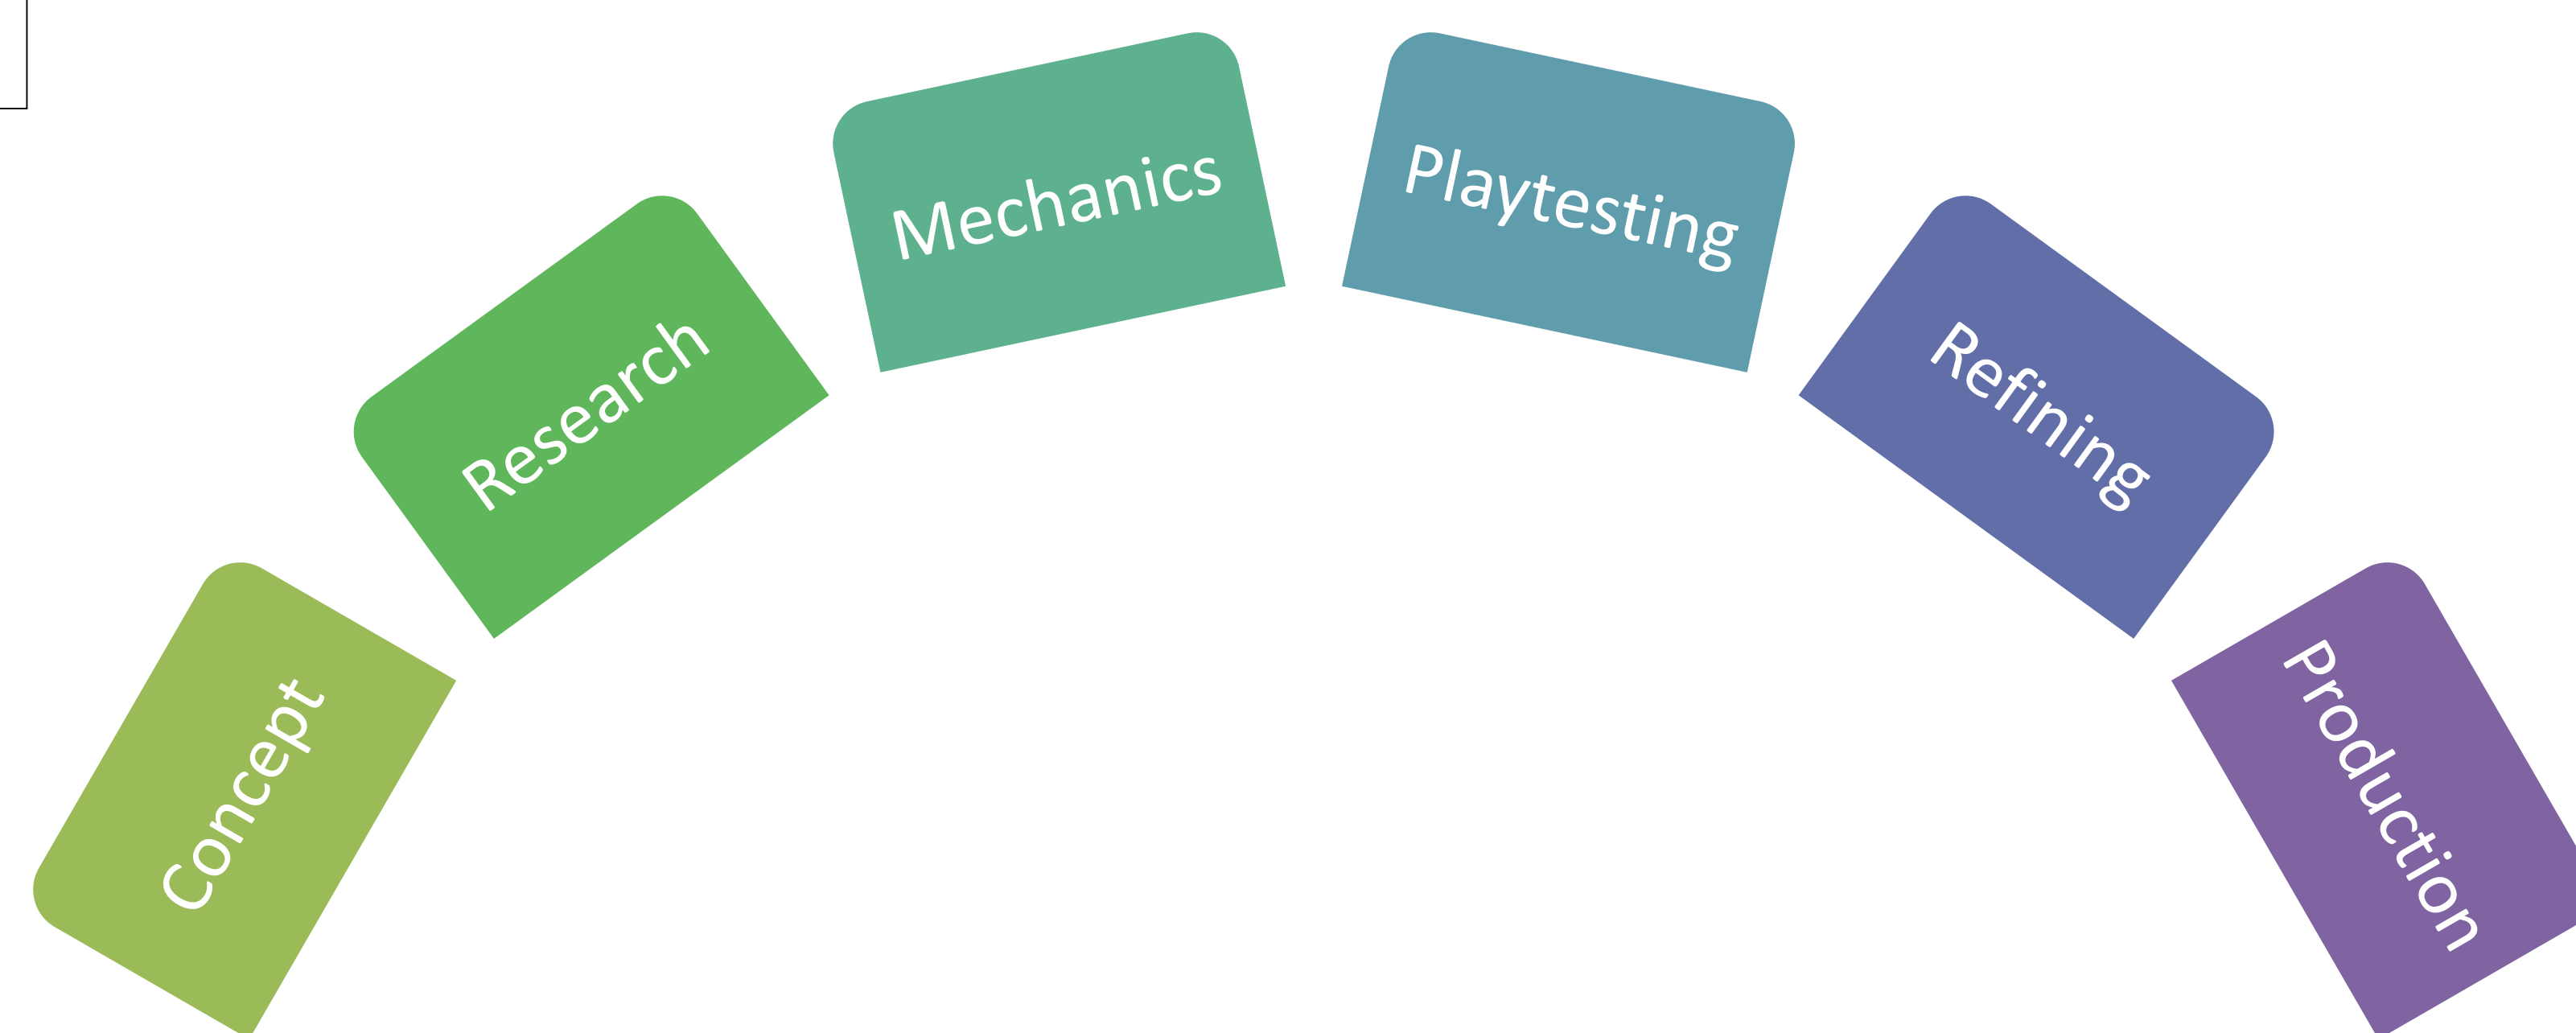 Concept
Research
Mechanics
Playtesting
Refining
Production